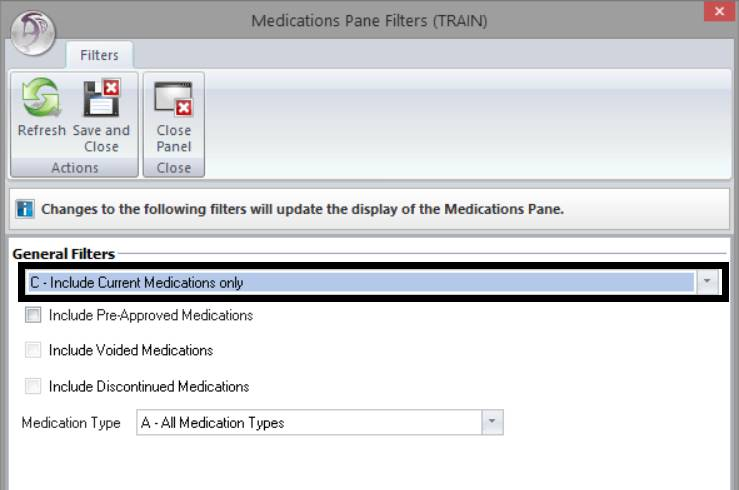 Medications Pane Filters (TRAIN)
Filters
Refresh
Save and
Close
Close
Panel
Actions
Close
Changes to the following filters will update the display of the Medications Pane.
General Filters
C - Include Current Medications only
Include Pre-Approved Medications
Include Voided Medications
Include Discontinued Medications
Medication Type A - All Medication Types